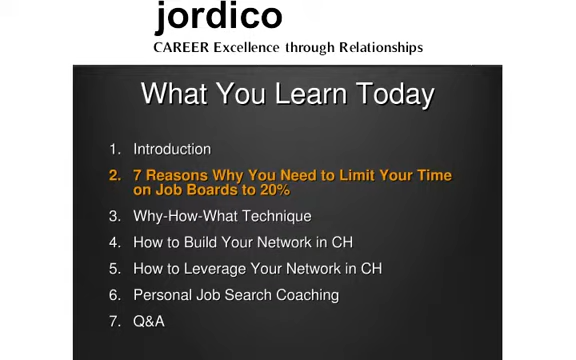 jordico
CAREER Excellence through Relationships
What You Learn Today
1. Introduction
2. 7 Reasons Why You Need to Limit Your Time
on Job Boards to 20%
3. Why-How-What Technique
4. How to Build Your Network in CH
5. How to Leverage Your Network in CH
6. Personal Job Search Coaching
7. Q&A